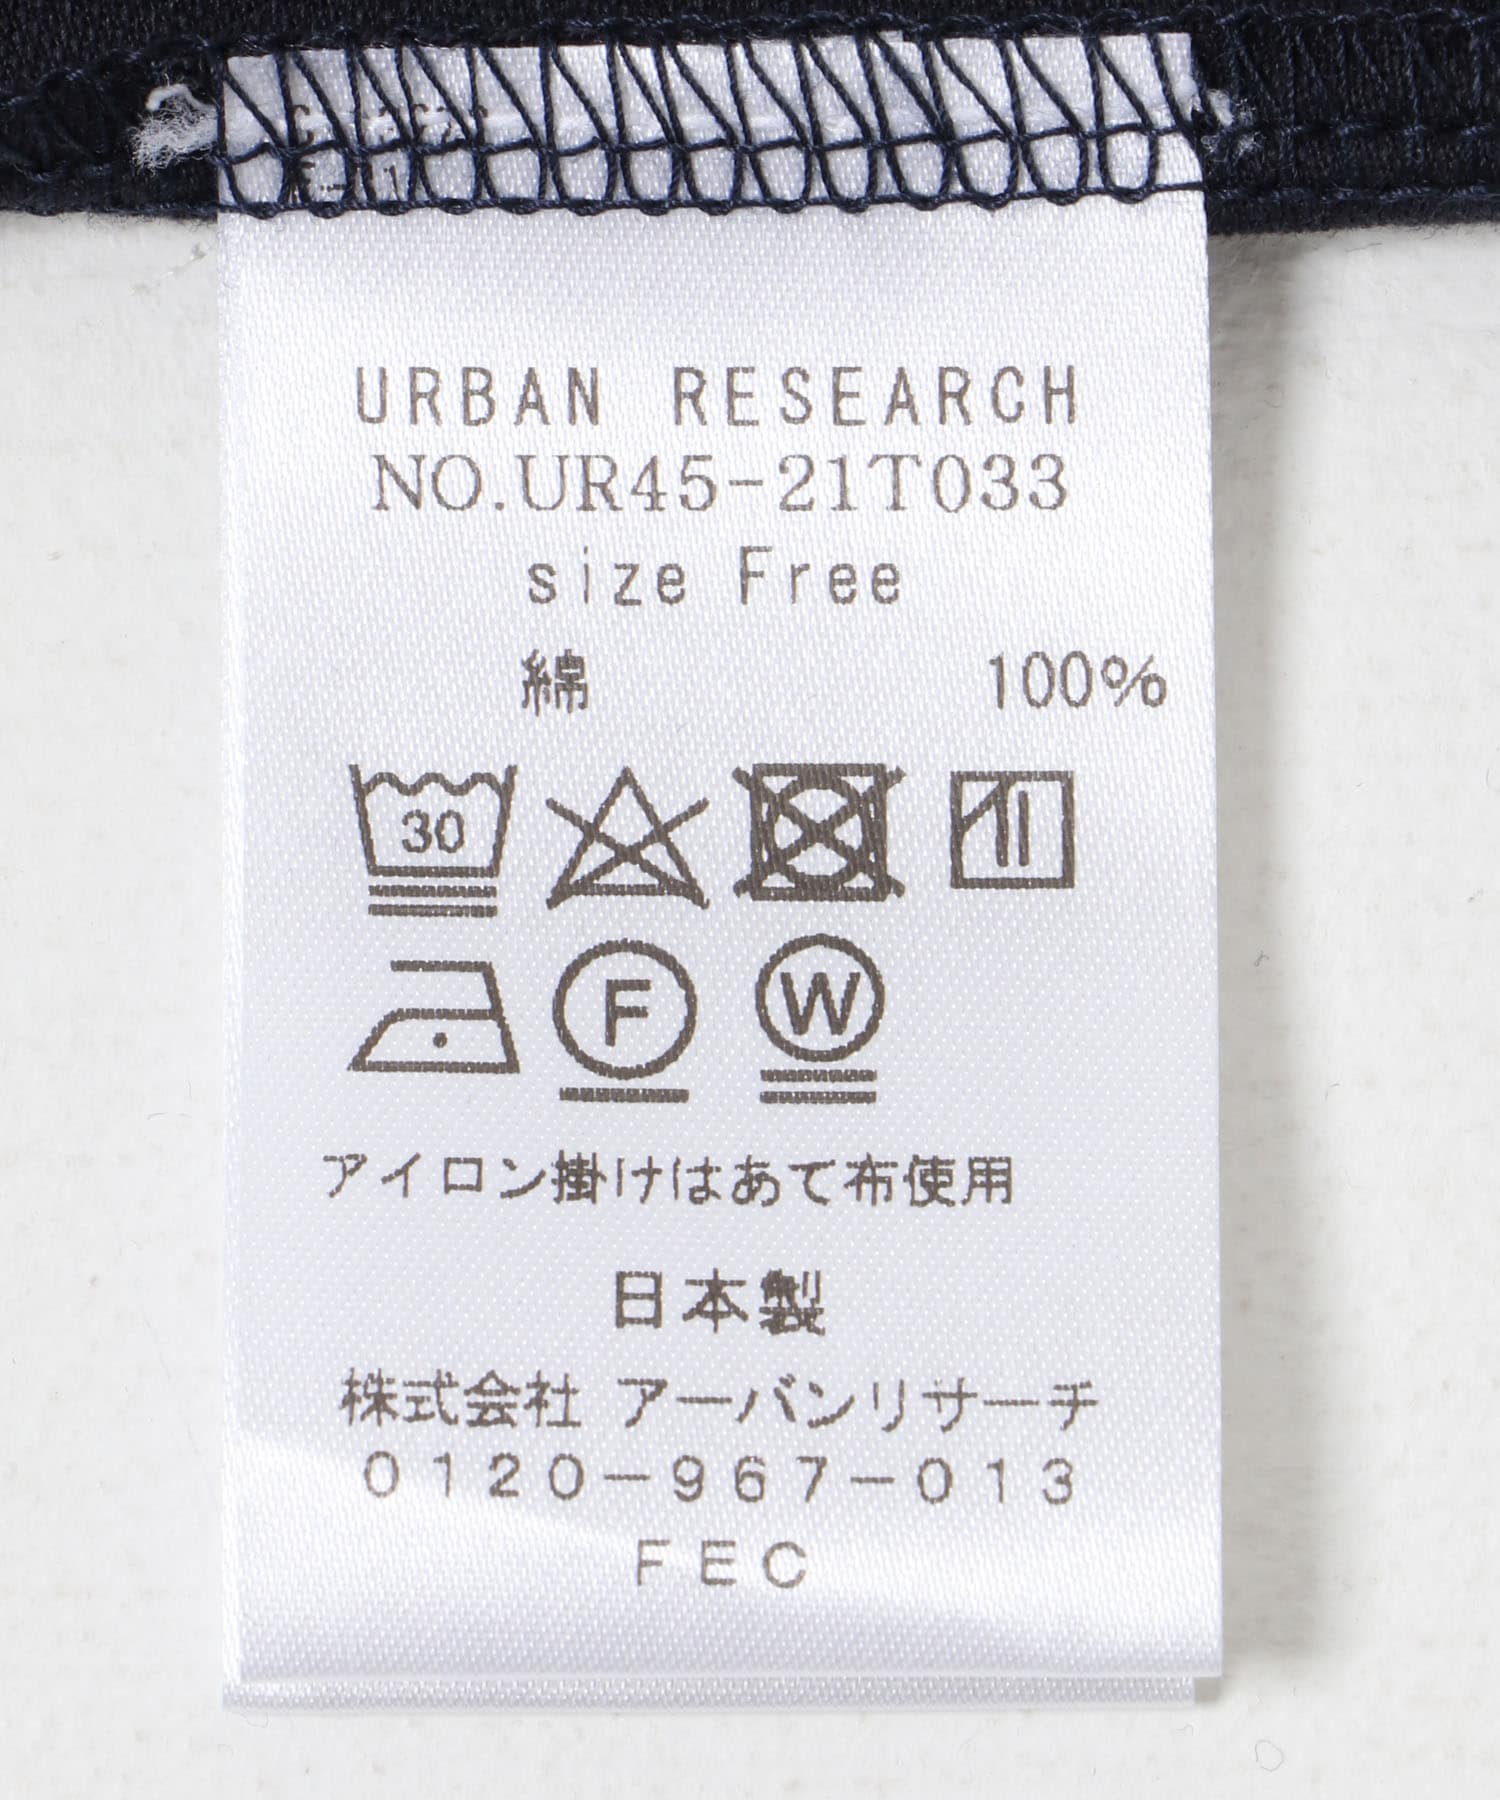 URBAN RESEARCH
NO.UR45-21T033
size Free
綿 100%
30
F W
アイロン掛けはあて布使用
日本製
株式会社 アーバンリサーチ
0120-967-013
FEC